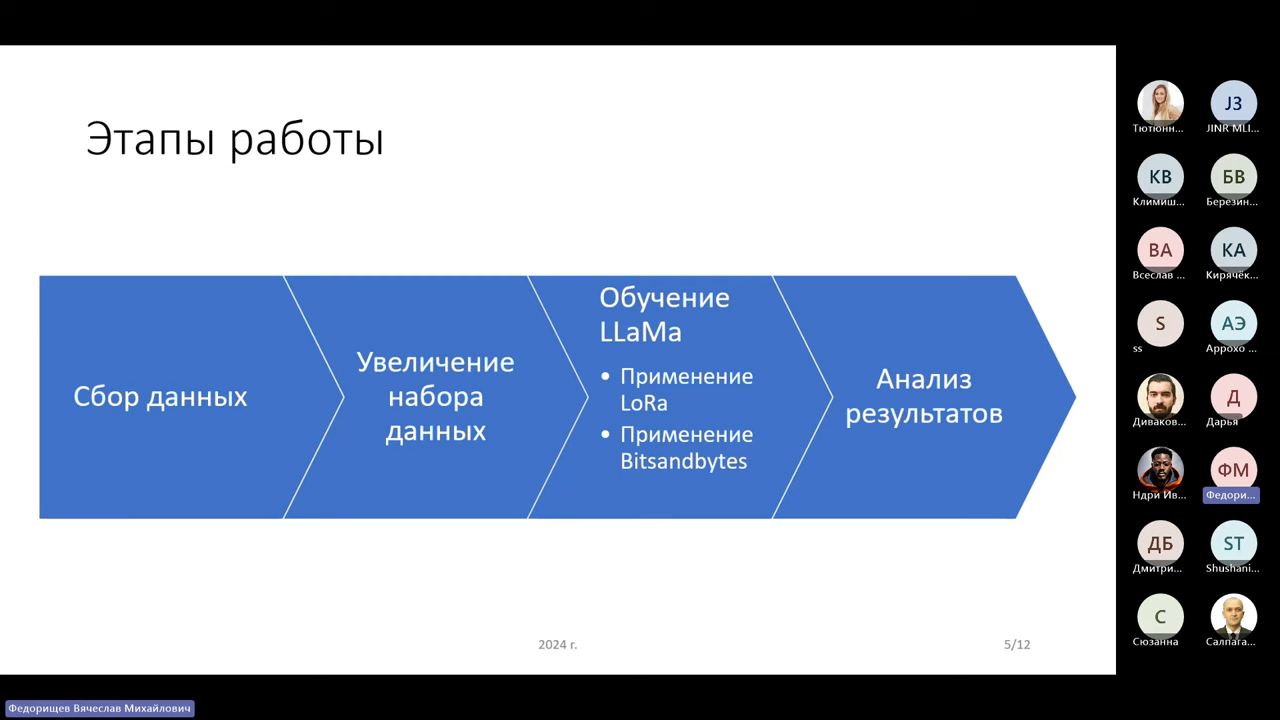 Этапы работы
Сбор данных
Увеличение
набора
данных
Обучение
LLaMa
• Применение
LoRa
• Применение
Bitsandbytes
Анализ
результатов
2024 г.
5/12
Тютюнн...
J3
JINR MLI...
КВ
Климиш...
БВ
Березин...
ВА
Всеслав ...
КА
Кирячёк...
S
ss
АЭ
Аррохо ...
Диваков...
Д
Дарья
Ндри Ив...
ФМ
Федори...
ДБ
Дмитри...
ST
Shushani...
С
Сюзанна
Салпага...
Федорищев Вячеслав Михайлович